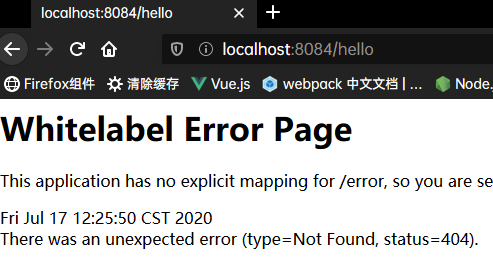 localhost:8084/hello
localhost:8084/hello
Firefox组件 清除缓存 Vue.js webpack 中文文档 | ... Node.
Whitelabel Error Page
This application has no explicit mapping for /error, so you are se
Fri Jul 17 12:25:50 CST 2020
There was an unexpected error (type=Not Found, status=404).